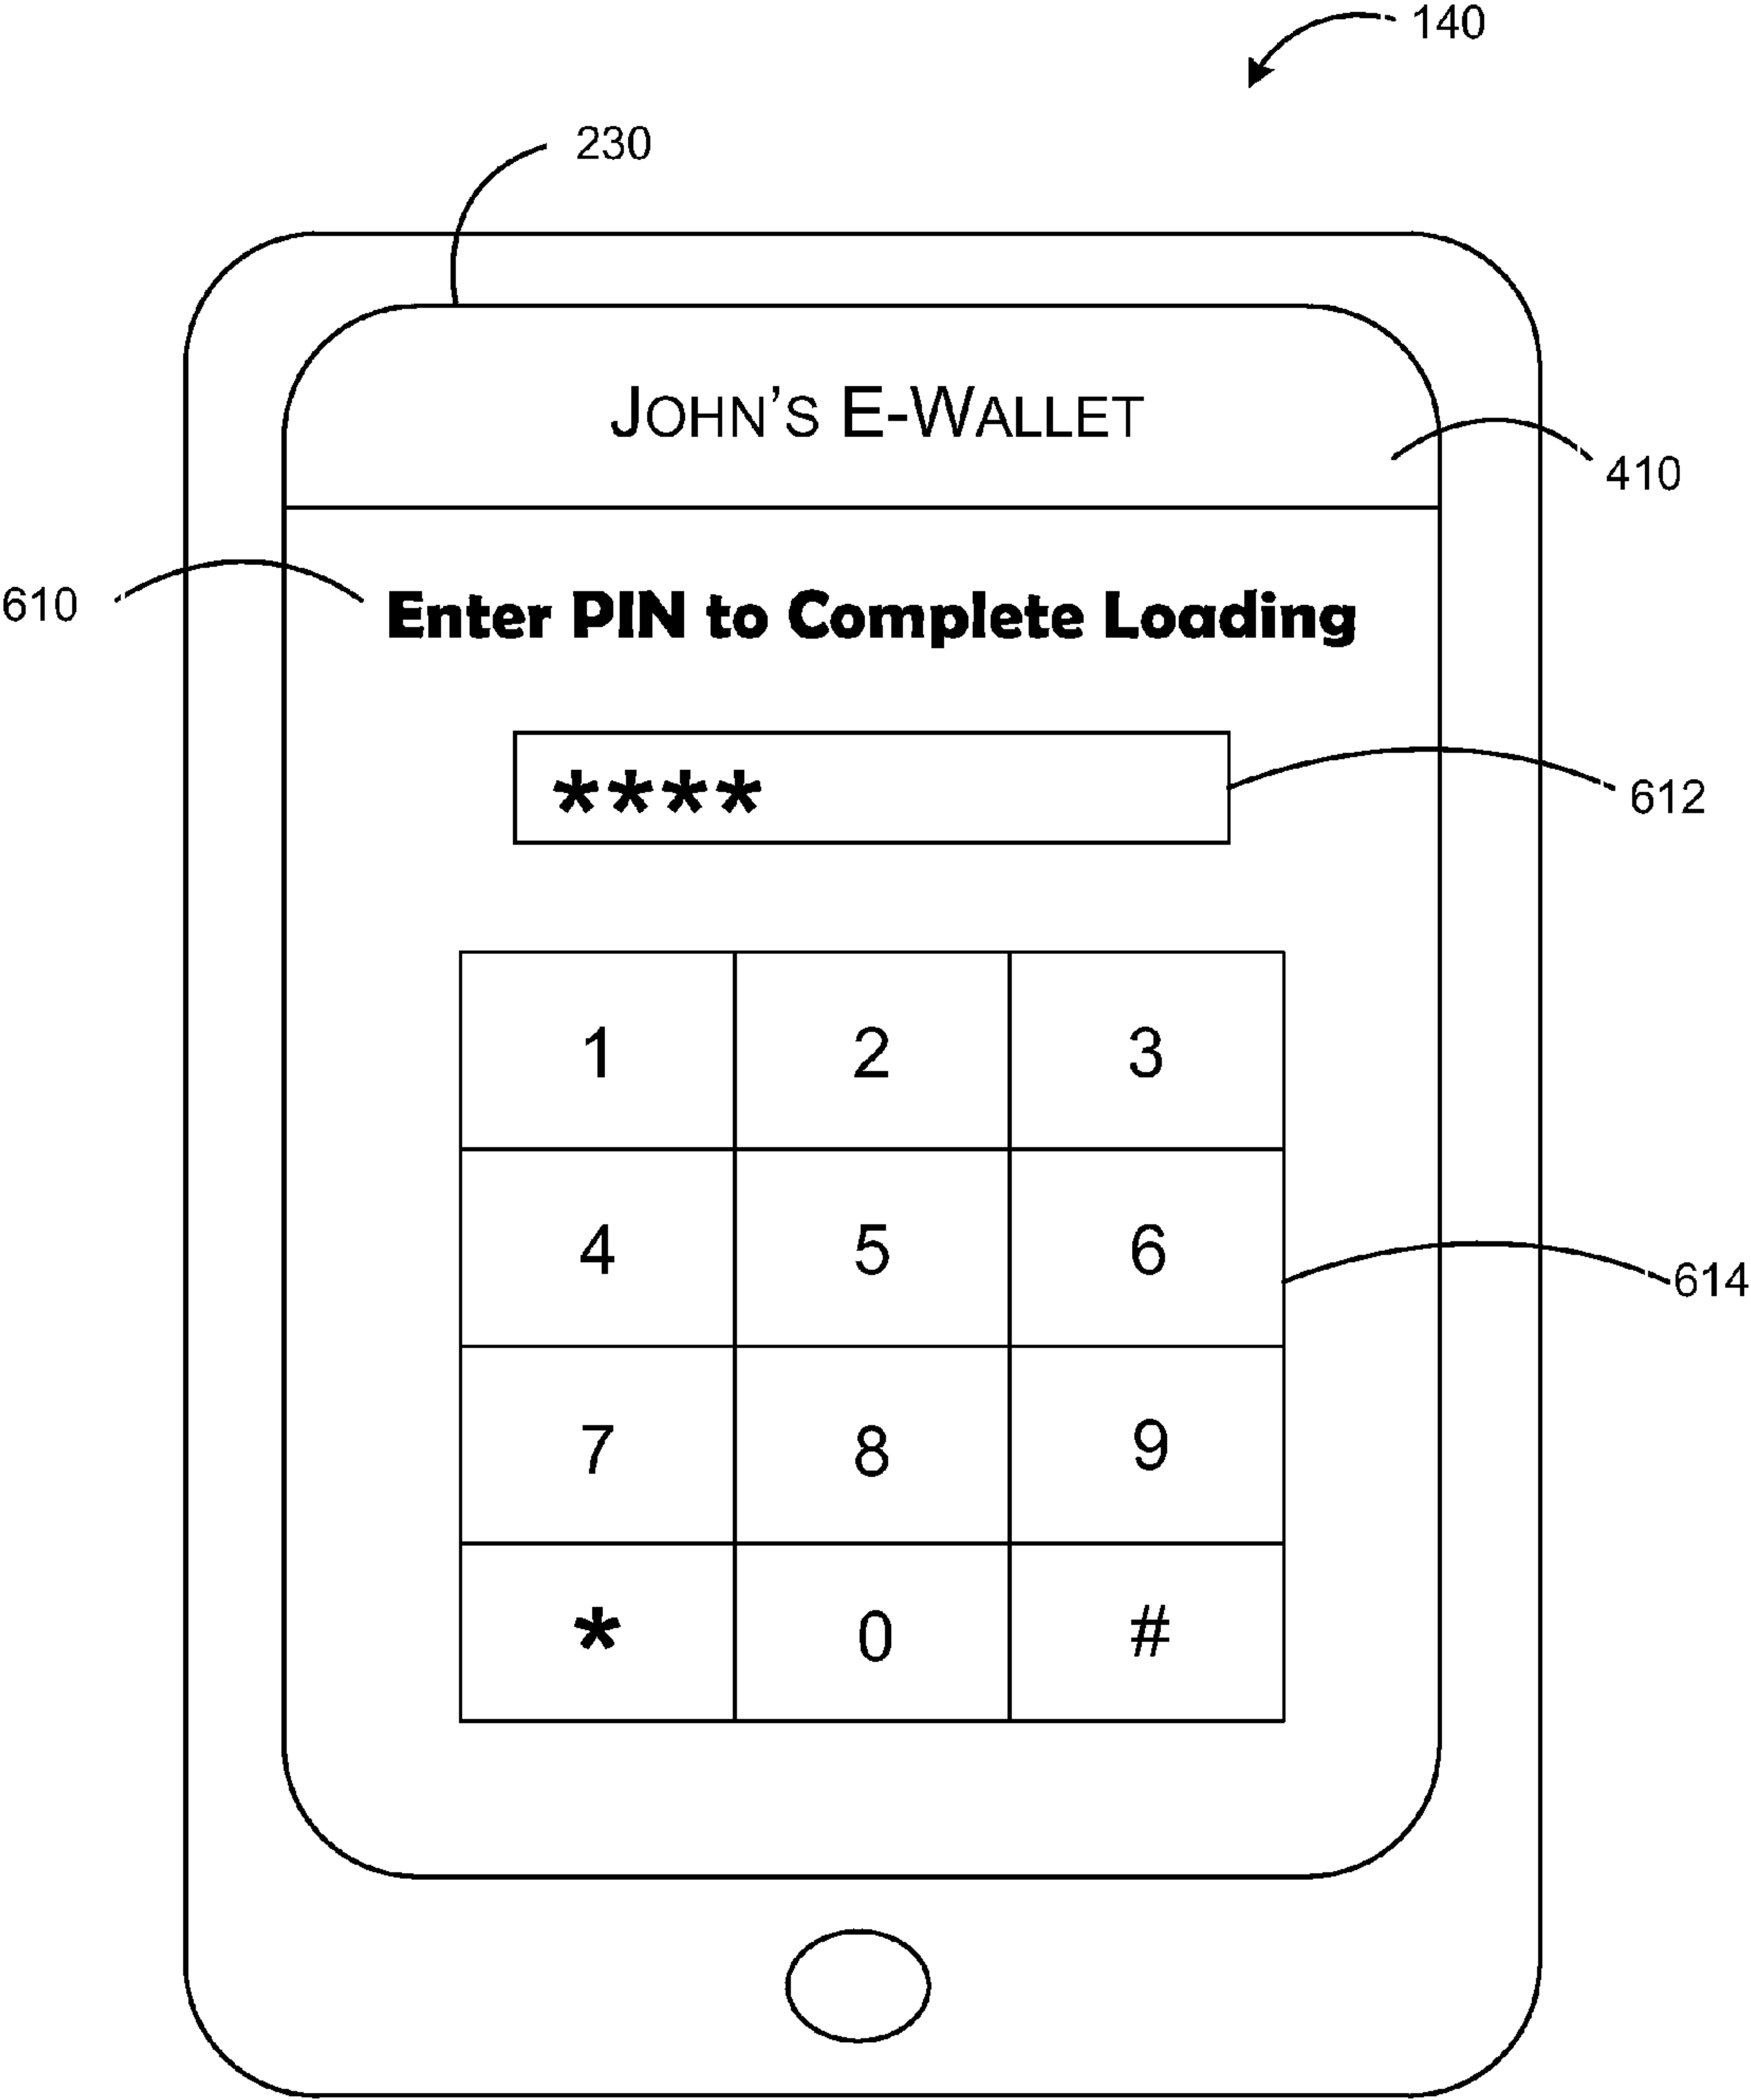 140
230
JOHN'S E-WALLET
410
610
Enter PIN to Complete Loading
****
612
1 2 3
4 5 6
614
7 8 9
* 0 #